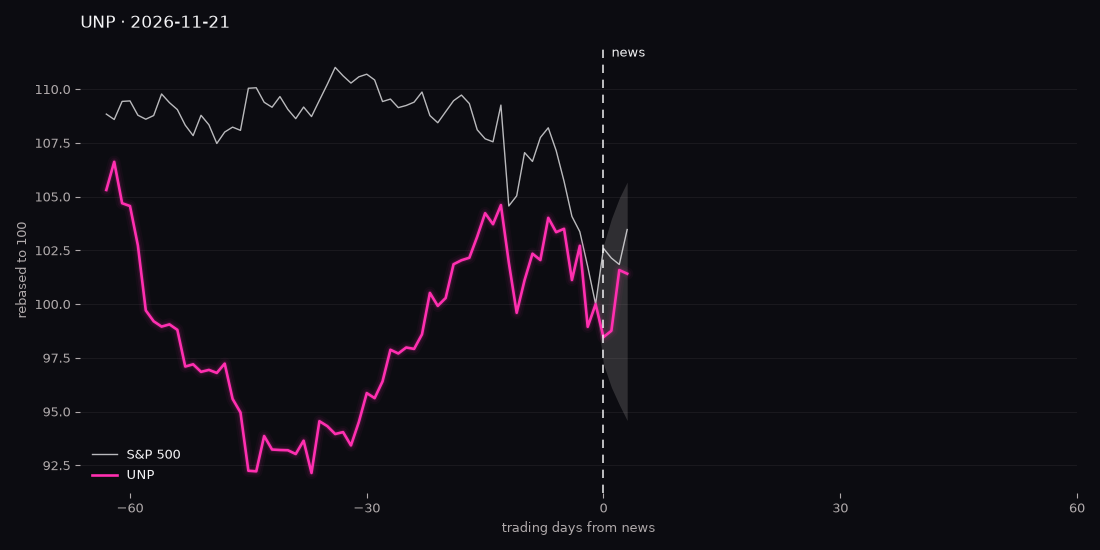 UNP · 2026-11-21
news
110.0
107.5
105.0
102.5
100.0
97.5
95.0
92.5
rebased to 100
S&P 500
UNP
−60
−30
0
30
60
trading days from news